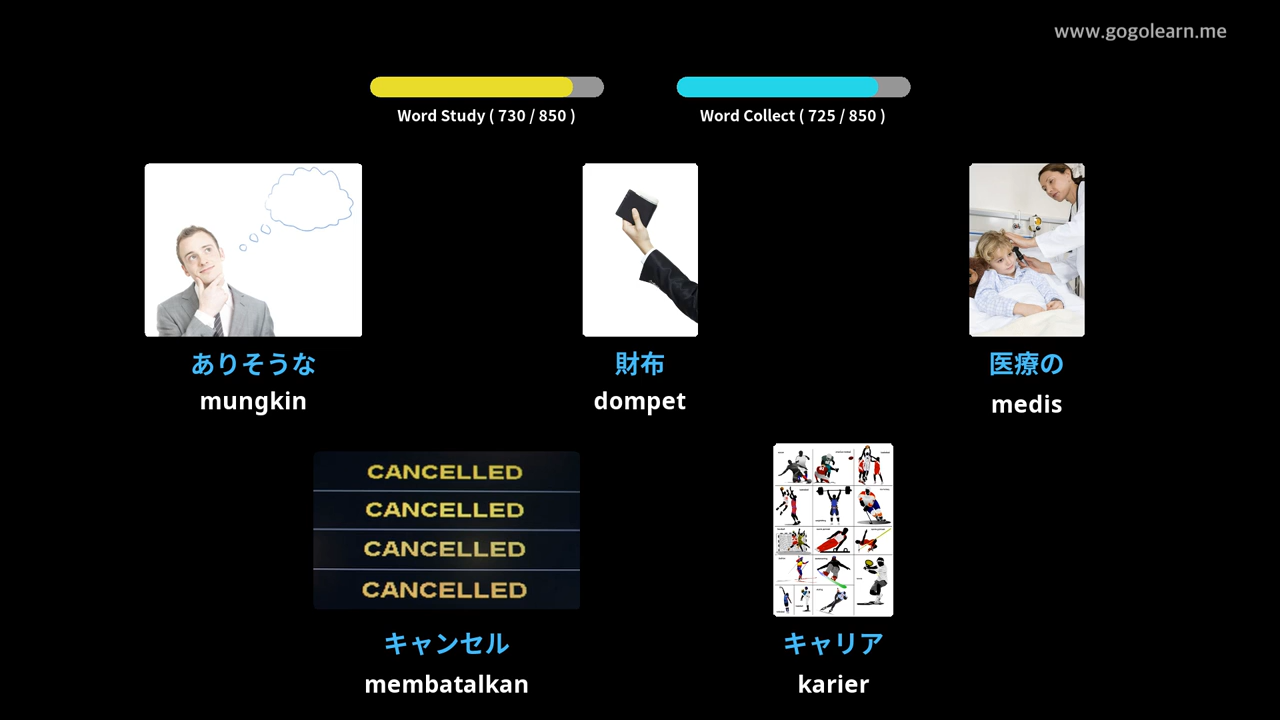 www.gogolearn.me
Word Study ( 730 / 850 )
Word Collect ( 725 / 850 )
ありそうな
mungkin
財布
dompet
医療の
medis
CANCELLED
CANCELLED
CANCELLED
CANCELLED
キャンセル
membatalkan
キャリア
karier